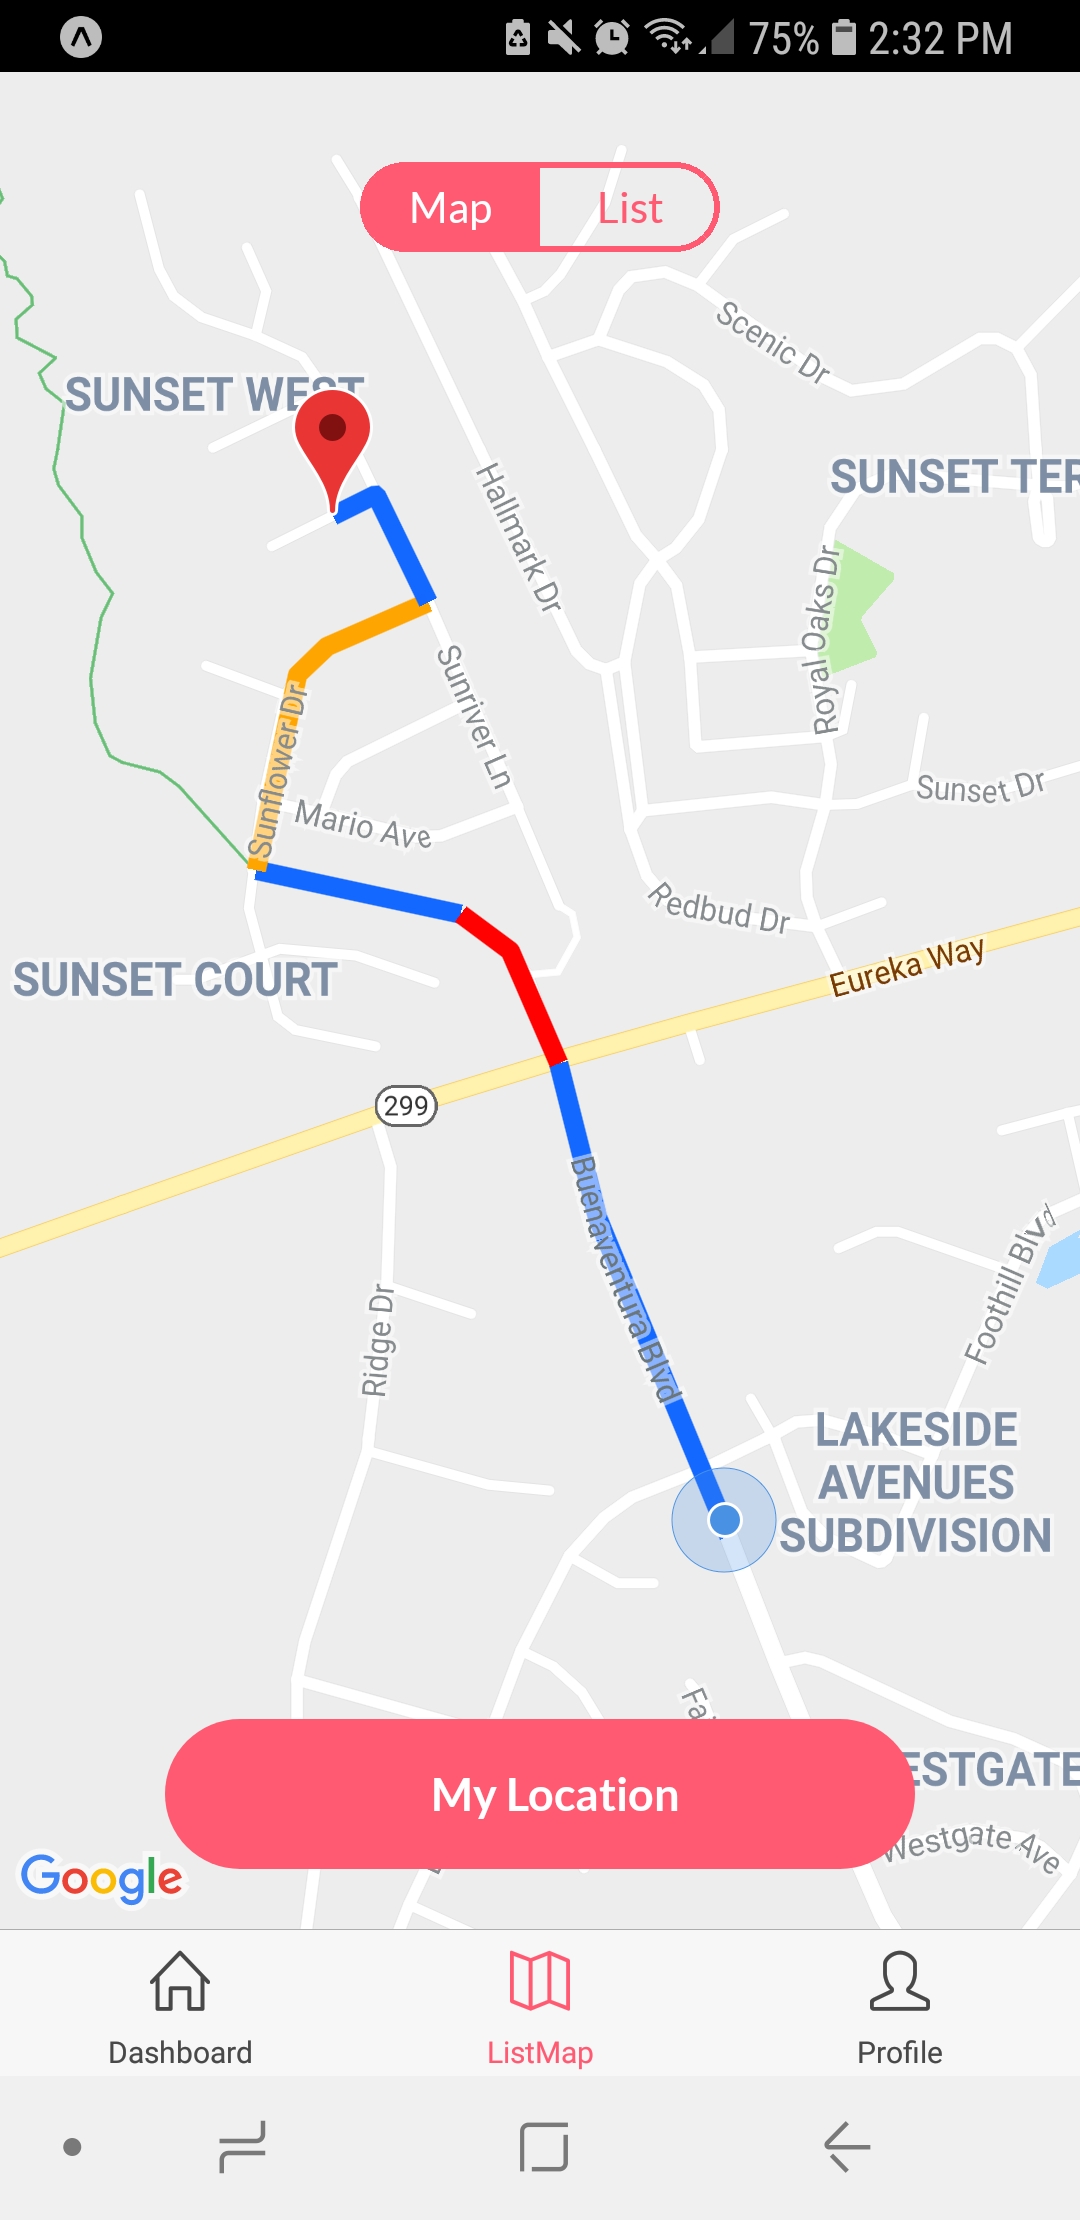 75% 2:32 PM
Map List
Scenic Dr
SUNSET WEST
SUNSET TER
Hallmark Dr
Royal Oaks Dr
Sunriver Ln
Sunflower Dr
Sunset Dr
Mario Ave
Redbud Dr
Eureka Way
SUNSET COURT
299
Buenaventura Blvd
Foothill Blvd
Ridge Dr
LAKESIDE
AVENUES
SUBDIVISION
Fai
ESTGATE
My Location
Westgate Ave
Google
Dashboard ListMap Profile